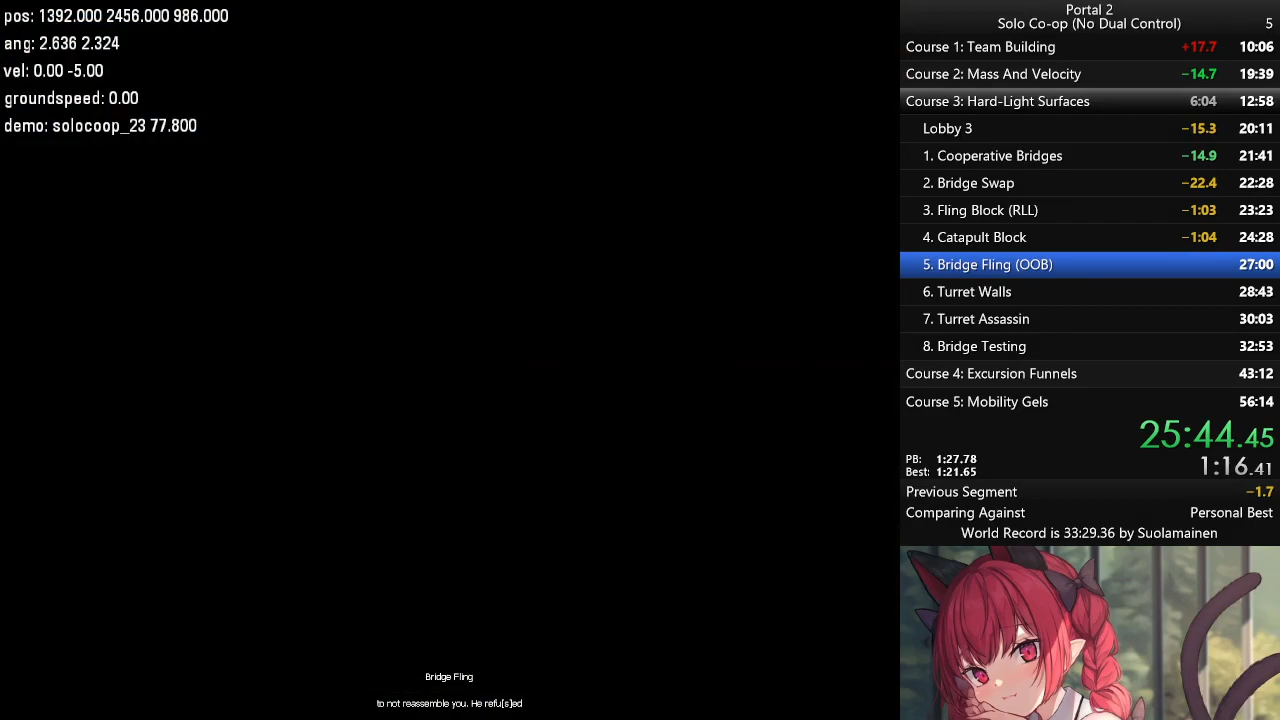 pos: 1392.000 2456.000 986.000
ang: 2.636 2.324
vel: 0.00 -5.00
groundspeed: 0.00
demo: solocoop_23 77.800
Bridge Fling
to not reassemble you. He refu[s]ed
Portal 2
Solo Co-op (No Dual Control) 5
Course 1: Team Building +17.7 10:06
Course 2: Mass And Velocity −14.7 19:39
Course 3: Hard-Light Surfaces 6:04 12:58
Lobby 3 −15.3 20:11
1. Cooperative Bridges −14.9 21:41
2. Bridge Swap −22.4 22:28
3. Fling Block (RLL) −1:03 23:23
4. Catapult Block −1:04 24:28
5. Bridge Fling (OOB) 27:00
6. Turret Walls 28:43
7. Turret Assassin 30:03
8. Bridge Testing 32:53
Course 4: Excursion Funnels 43:12
Course 5: Mobility Gels 56:14
25:44.45
PB: 1:27.78
Best: 1:21.65
1:16.41
Previous Segment −1.7
Comparing Against Personal Best
World Record is 33:29.36 by Suolamainen